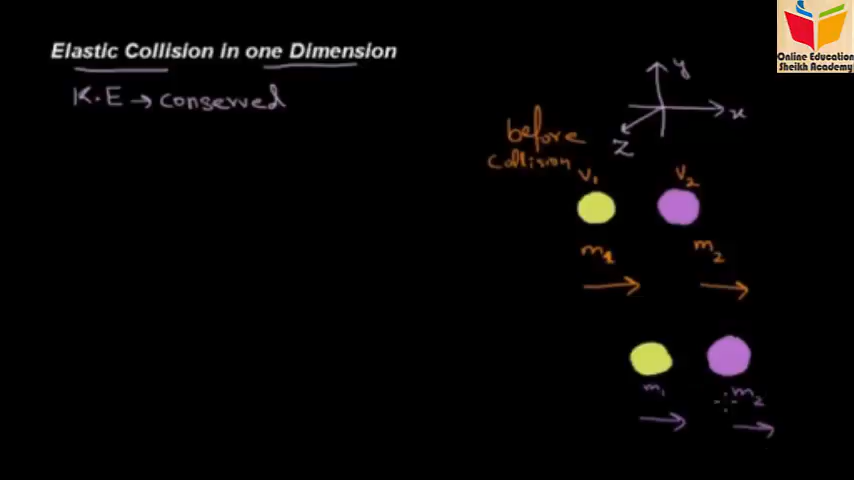 Elastic Collision in one Dimension
K.E → conserved
Online Education
Sheikh Academy
y
x
Z
before
collision
V₁ V₂
m₁ m₂
m₁ m₂